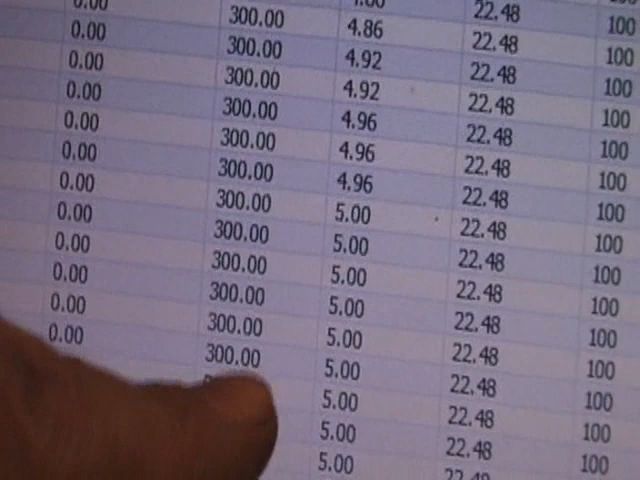 22.48 100
0.00 300.00 4.86 22.48 100
0.00 300.00 4.92 22.48 100
0.00 300.00 4.92 22.48 100
0.00 300.00 4.96 22.48 100
0.00 300.00 4.96 22.48 100
0.00 300.00 4.96 22.48 100
0.00 300.00 5.00 22.48 100
0.00 300.00 5.00 22.48 100
0.00 300.00 5.00 22.48 100
0.00 300.00 5.00 22.48 100
0.00 300.00 5.00 22.48 100
0.00 300.00 5.00 22.48 100
5.00 22.48 100
5.00 22.48 100
5.00